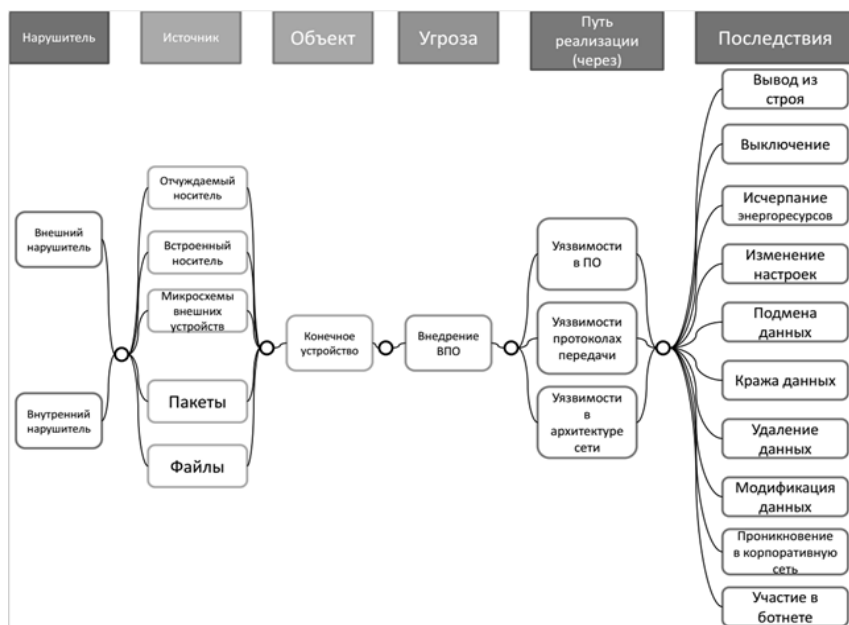 Нарушитель
Источник
Объект
Угроза
Путь
реализации
(через)
Последствия
Внешний
нарушитель
Внутренний
нарушитель
Отчуждаемый
носитель
Встроенный
носитель
Микросхемы
внешних
устройств
Пакеты
Файлы
Конечное
устройство
Внедрение
ВПО
Уязвимости
в ПО
Уязвимости
протоколах
передачи
Уязвимости
в
архитектуре
сети
Вывод из
строя
Выключение
Исчерпание
энергоресурсов
Изменение
настроек
Подмена
данных
Кража данных
Удаление
данных
Модификация
данных
Проникновение
в корпоративную
сеть
Участие в
ботнете